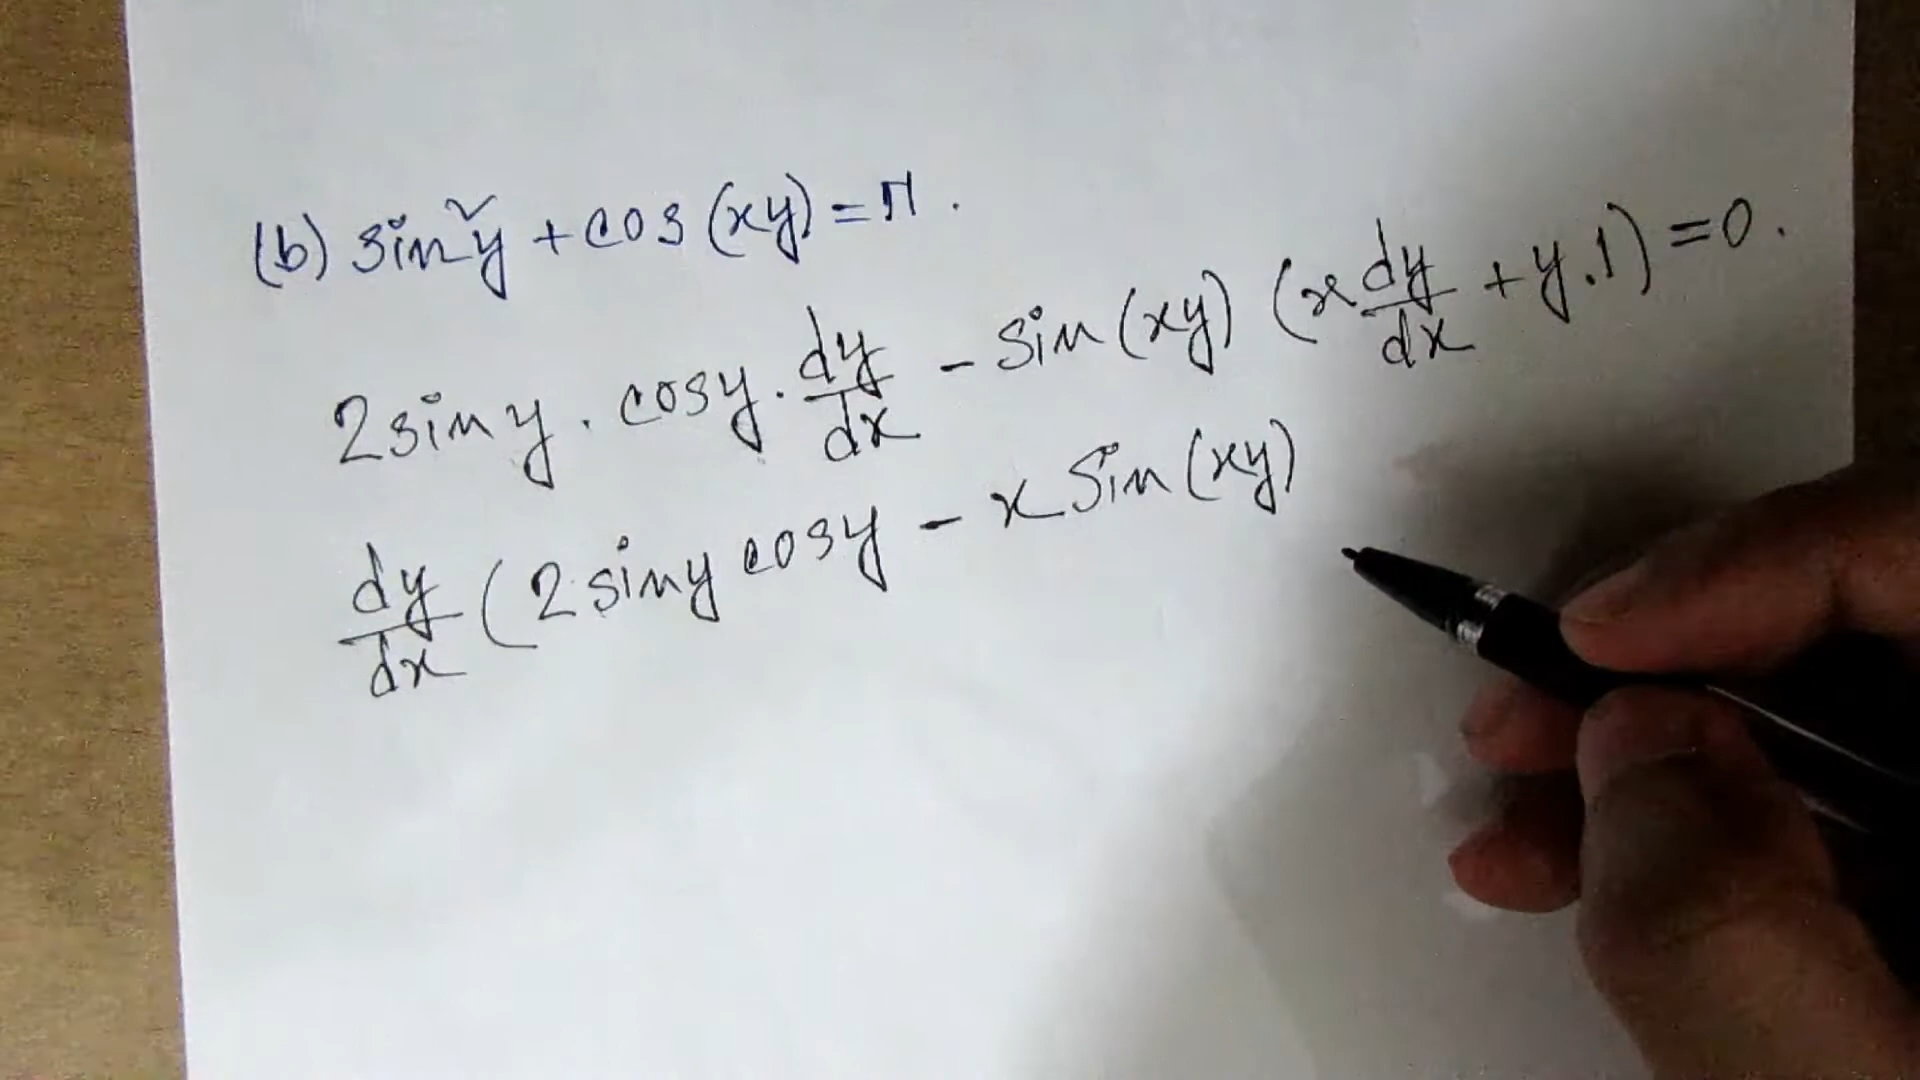 (b) sin²y + cos (xy) = π .
2 sin y . cos y . dy/dx - sin (xy) (x dy/dx + y.1) = 0 .
dy/dx ( 2 sin y cos y - x sin (xy)